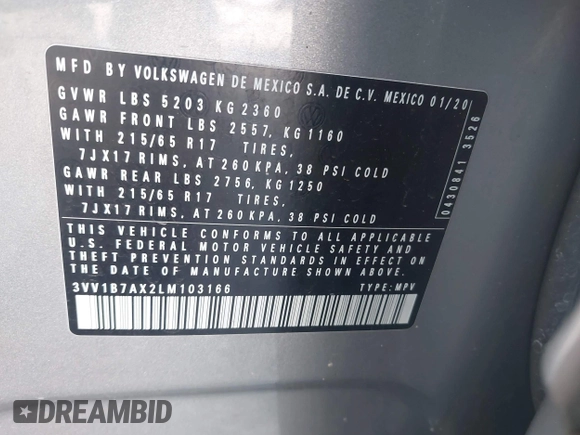 MFD BY VOLKSWAGEN DE MEXICO S.A. DE C.V. MEXICO 01/20
GVWR LBS 5203 KG 2360
GAWR FRONT LBS 2557, KG 1160
WITH 215/65 R17 TIRES,
7JX17 RIMS, AT 260 KPA, 38 PSI COLD
GAWR REAR LBS 2756, KG 1250
WITH 215/65 R17 TIRES,
7JX17 RIMS, AT 260 KPA, 38 PSI COLD
THIS VEHICLE CONFORMS TO ALL APPLICABLE
U.S. FEDERAL MOTOR VEHICLE SAFETY AND
THEFT PREVENTION STANDARDS IN EFFECT ON
THE DATE OF MANUFACTURE SHOWN ABOVE
3VV1B7AX2LM103166 TYPE: MPV
0430841 3526
DREAMBID